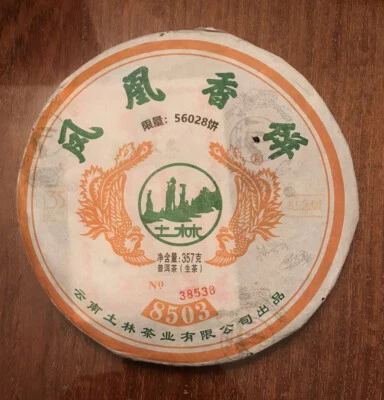 凤凰香饼
限量：56028饼
土林
净含量：357克
普洱茶（生茶）
№ 38530
8503
云南土林茶业有限公司出品